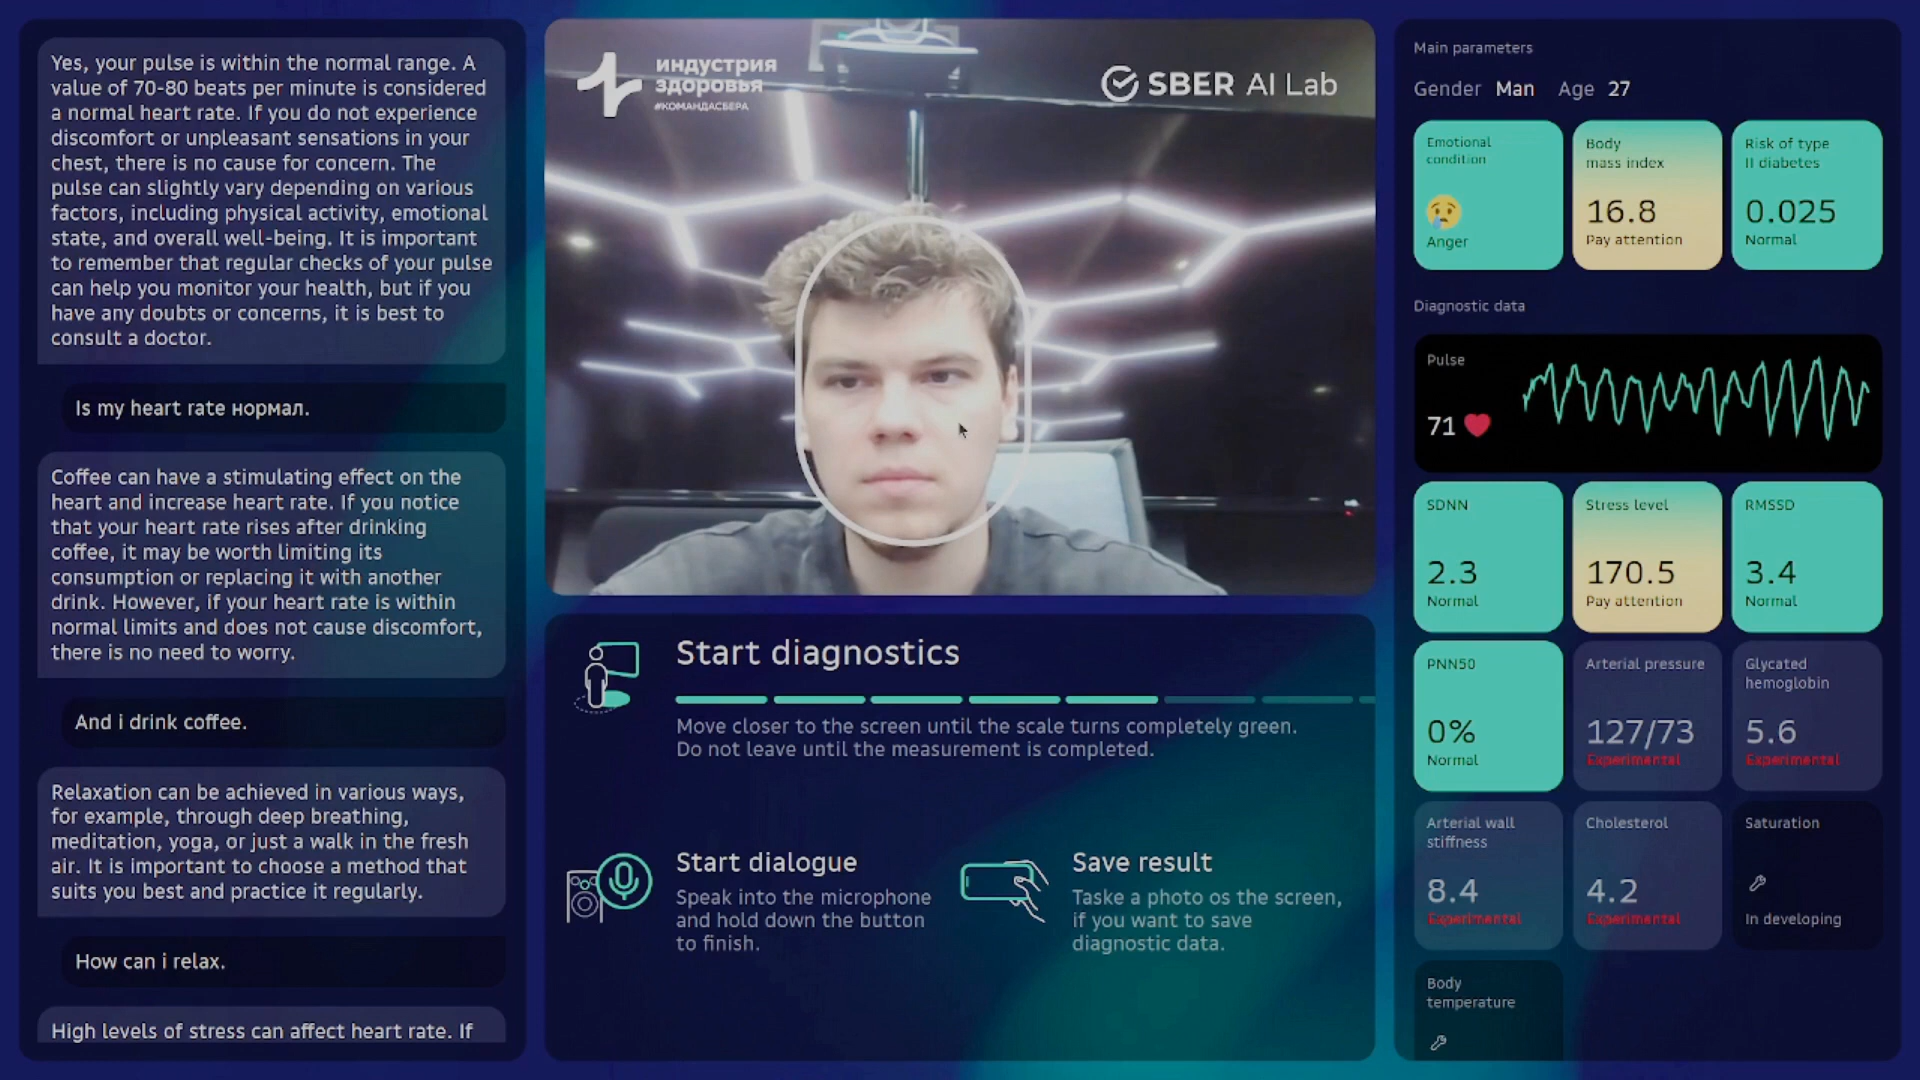 Yes, your pulse is within the normal range. A
value of 70-80 beats per minute is considered
a normal heart rate. If you do not experience
discomfort or unpleasant sensations in your
chest, there is no cause for concern. The
pulse can slightly vary depending on various
factors, including physical activity, emotional
state, and overall well-being. It is important
to remember that regular checks of your pulse
can help you monitor your health, but if you
have any doubts or concerns, it is best to
consult a doctor.
Is my heart rate нормал.
Coffee can have a stimulating effect on the
heart and increase heart rate. If you notice
that your heart rate rises after drinking
coffee, it may be worth limiting its
consumption or replacing it with another
drink. However, if your heart rate is within
normal limits and does not cause discomfort,
there is no need to worry.
And i drink coffee.
Relaxation can be achieved in various ways,
for example, through deep breathing,
meditation, yoga, or just a walk in the fresh
air. It is important to choose a method that
suits you best and practice it regularly.
How can i relax.
High levels of stress can affect heart rate. If
индустрия
здоровья
#КОМАНДАСБЕРА
SBER AI Lab
Start diagnostics
Move closer to the screen until the scale turns completely green.
Do not leave until the measurement is completed.
Start dialogue
Speak into the microphone
and hold down the button
to finish.
Save result
Taske a photo os the screen,
if you want to save
diagnostic data.
Main parameters
Gender Man Age 27
Emotional
condition
Anger
Body
mass index
16.8
Pay attention
Risk of type
II diabetes
0.025
Normal
Diagnostic data
Pulse
71
SDNN
2.3
Normal
Stress level
170.5
Pay attention
RMSSD
3.4
Normal
PNN50
0%
Normal
Arterial pressure
127/73
Experimental
Glycated
hemoglobin
5.6
Experimental
Arterial wall
stiffness
8.4
Experimental
Cholesterol
4.2
Experimental
Saturation
In developing
Body
temperature